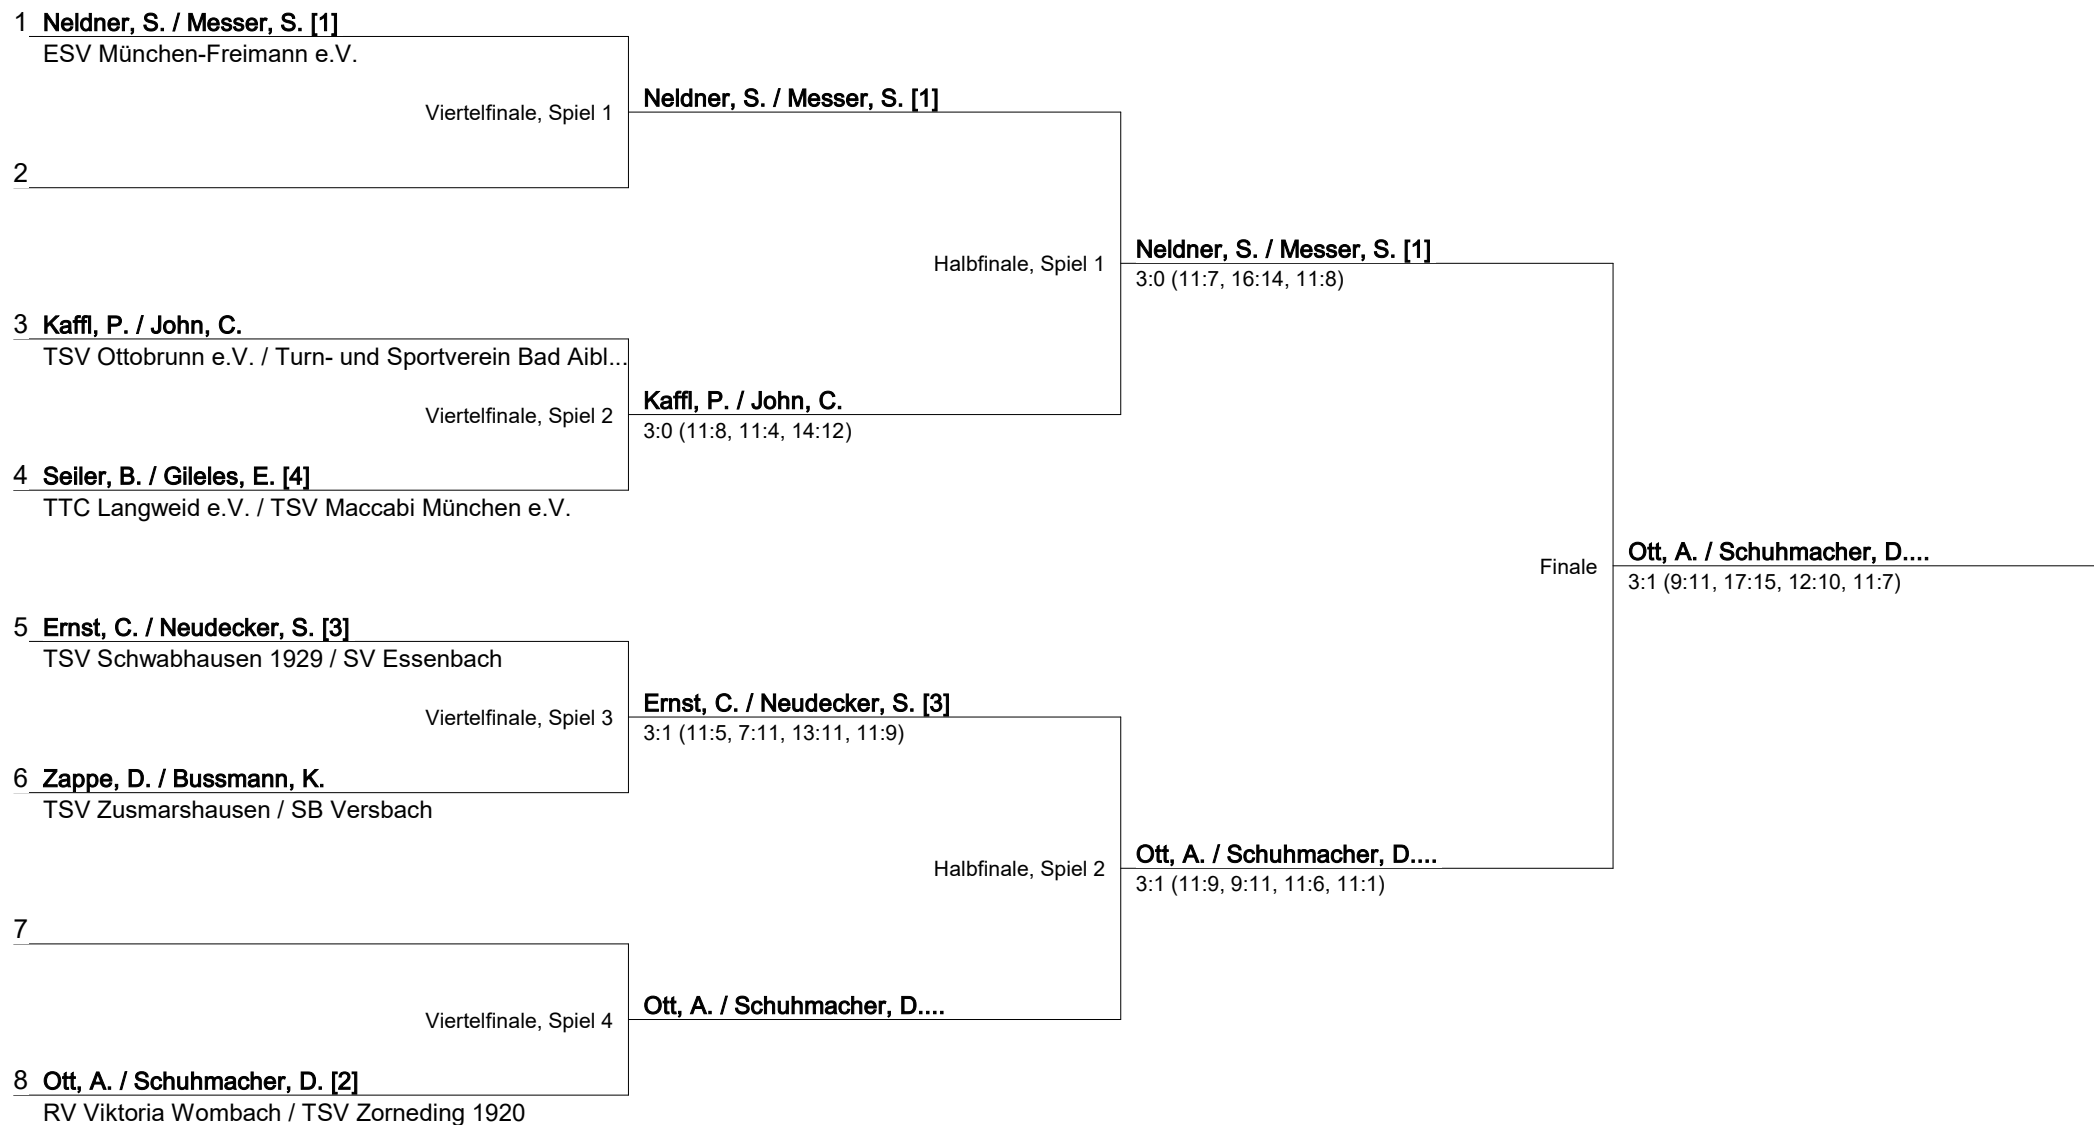 1 Neldner, S. / Messer, S. [1]
ESV München-Freimann e.V.
Viertelfinale, Spiel 1
Neldner, S. / Messer, S. [1]
2
Halbfinale, Spiel 1
Neldner, S. / Messer, S. [1]
3:0 (11:7, 16:14, 11:8)
3 Kaffl, P. / John, C.
TSV Ottobrunn e.V. / Turn- und Sportverein Bad Aibl...
Viertelfinale, Spiel 2
Kaffl, P. / John, C.
3:0 (11:8, 11:4, 14:12)
4 Seiler, B. / Gileles, E. [4]
TTC Langweid e.V. / TSV Maccabi München e.V.
Finale
Ott, A. / Schuhmacher, D....
3:1 (9:11, 17:15, 12:10, 11:7)
5 Ernst, C. / Neudecker, S. [3]
TSV Schwabhausen 1929 / SV Essenbach
Viertelfinale, Spiel 3
Ernst, C. / Neudecker, S. [3]
3:1 (11:5, 7:11, 13:11, 11:9)
6 Zappe, D. / Bussmann, K.
TSV Zusmarshausen / SB Versbach
Halbfinale, Spiel 2
Ott, A. / Schuhmacher, D....
3:1 (11:9, 9:11, 11:6, 11:1)
7
Viertelfinale, Spiel 4
Ott, A. / Schuhmacher, D....
8 Ott, A. / Schuhmacher, D. [2]
RV Viktoria Wombach / TSV Zorneding 1920